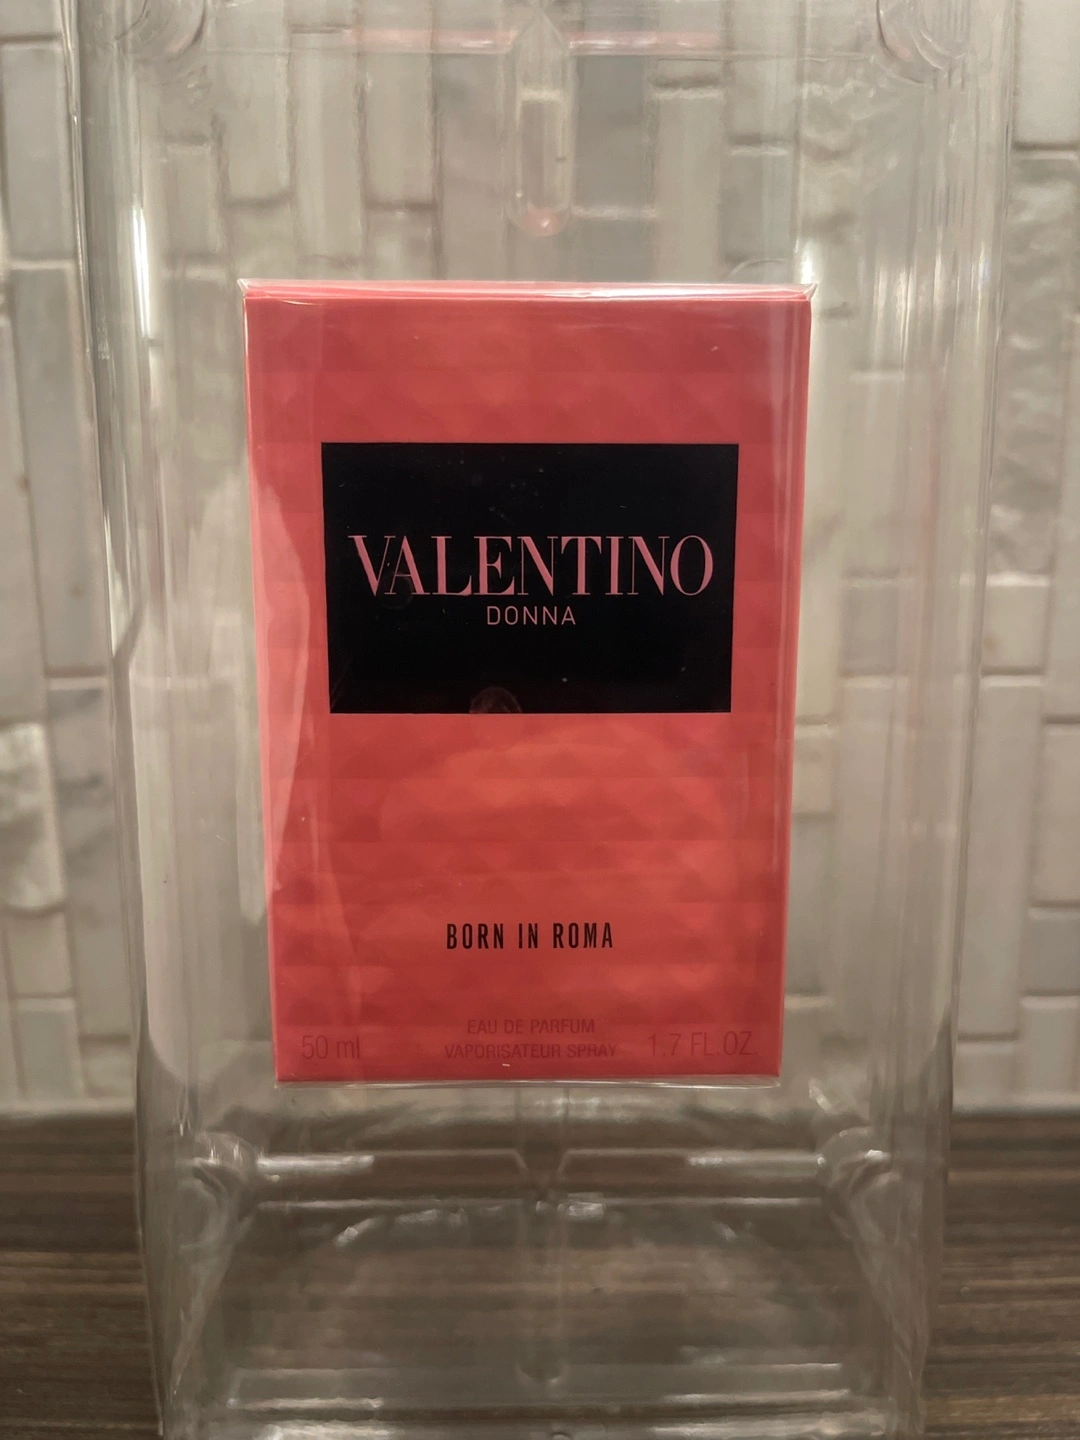 VALENTINO
DONNA
BORN IN ROMA
EAU DE PARFUM
50 ml VAPORISATEUR SPRAY 1.7 FL.OZ.